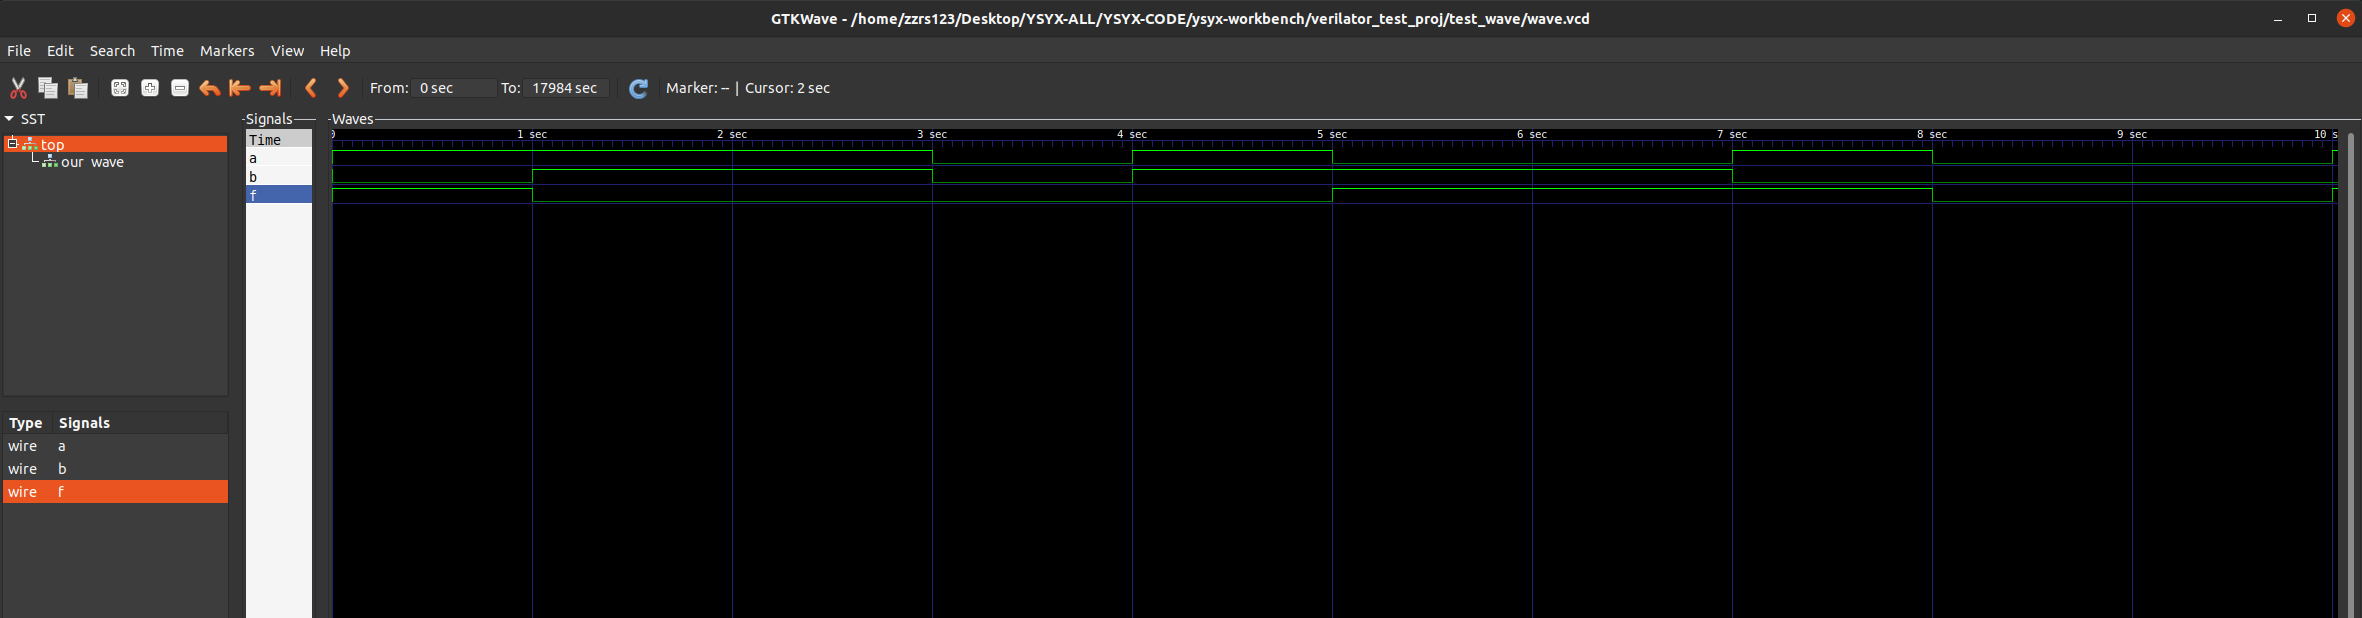 GTKWave - /home/zzrs123/Desktop/YSYX-ALL/YSYX-CODE/ysyx-workbench/verilator_test_proj/test_wave/wave.vcd
File Edit Search Time Markers View Help
From: 0 sec To: 17984 sec Marker: -- | Cursor: 2 sec
SST
top
our wave
Type Signals
wire a
wire b
wire f
Signals
Time
a
b
f
Waves
0 1 sec 2 sec 3 sec 4 sec 5 sec 6 sec 7 sec 8 sec 9 sec 10 s